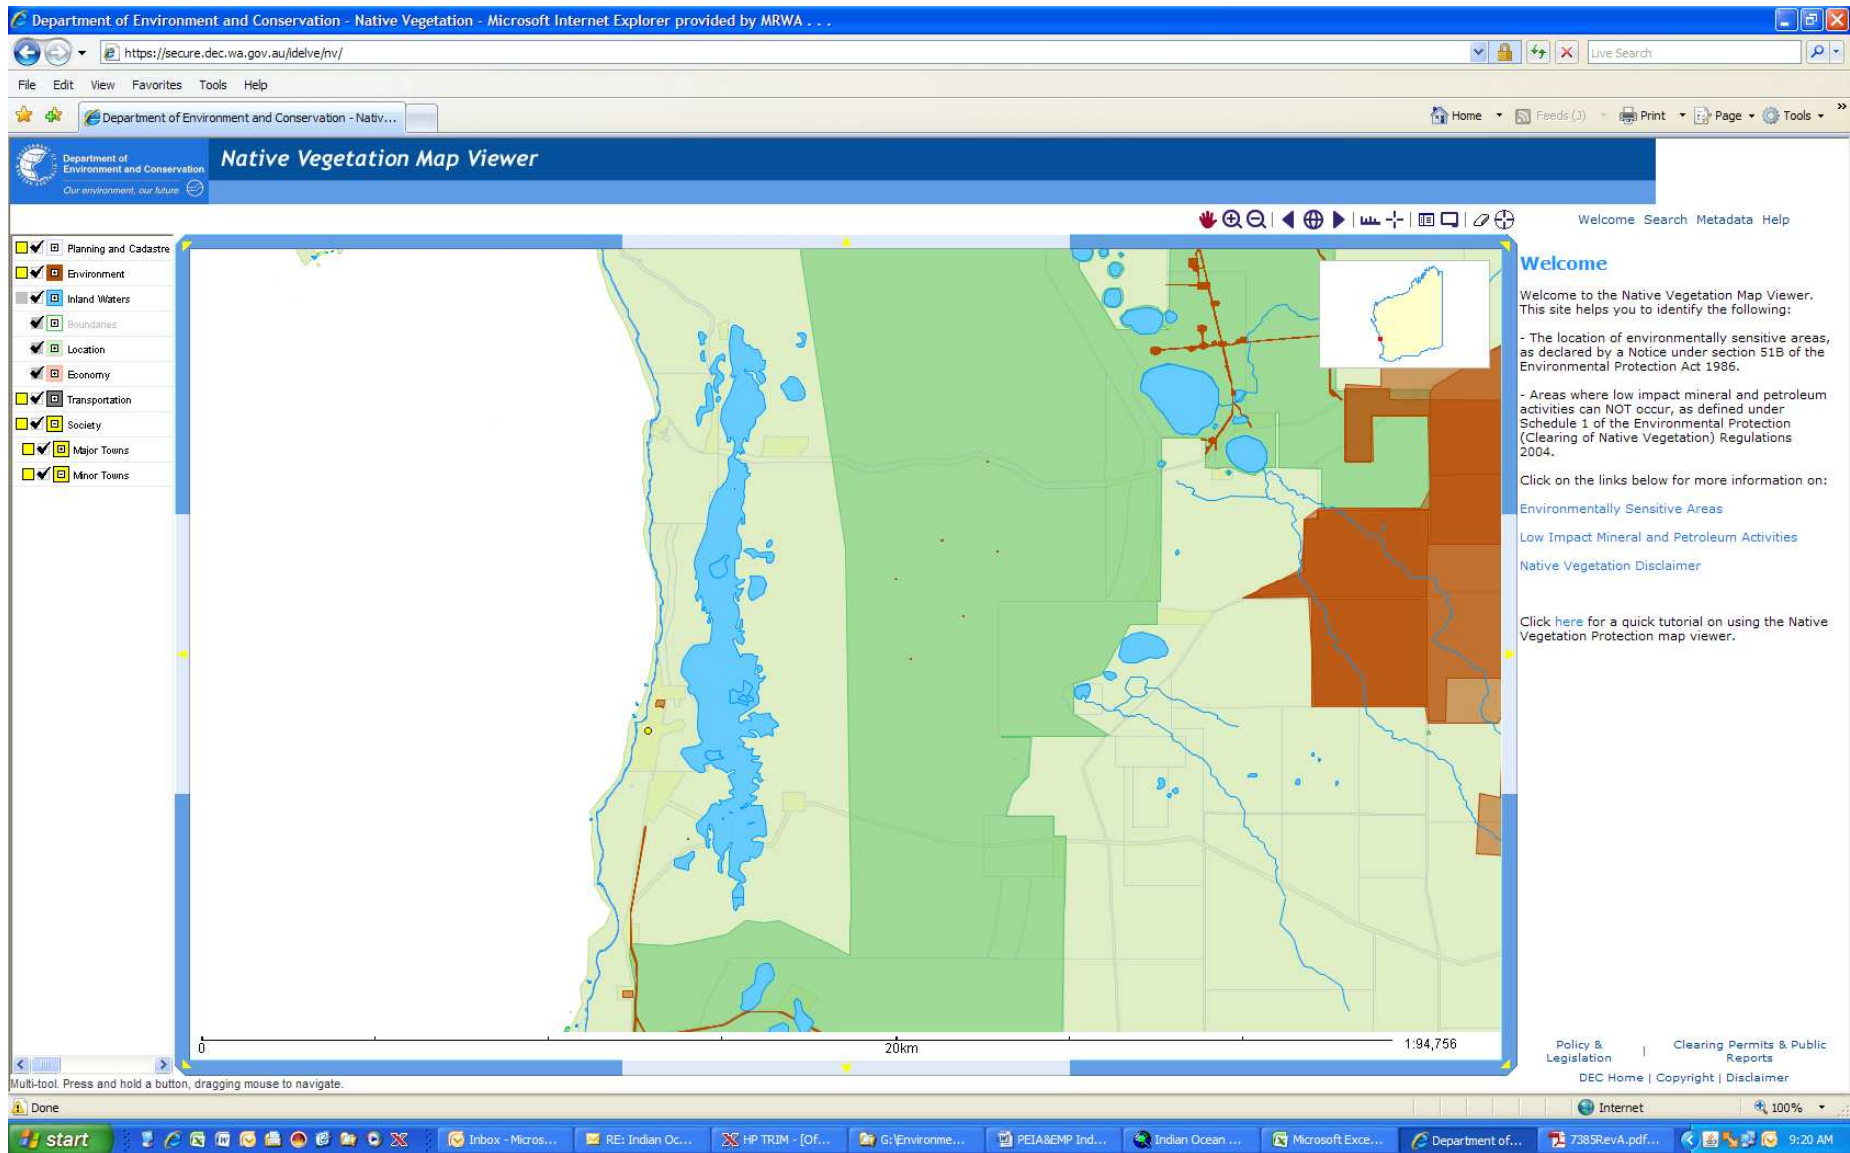 Department of Environment and Conservation - Native Vegetation - Microsoft Internet Explorer provided by MRWA . . .
https://secure.dec.wa.gov.au/idelve/nv/
Live Search
File Edit View Favorites Tools Help
Department of Environment and Conservation - Nativ...
Home Feeds (J) Print Page Tools
Department of
Environment and Conservation
Our environment, our future
Native Vegetation Map Viewer
Welcome Search Metadata Help
Planning and Cadastre
Environment
Inland Waters
Boundaries
Location
Economy
Transportation
Society
Major Towns
Minor Towns
Welcome
Welcome to the Native Vegetation Map Viewer.
This site helps you to identify the following:
- The location of environmentally sensitive areas,
as declared by a Notice under section 51B of the
Environmental Protection Act 1986.
- Areas where low impact mineral and petroleum
activities can NOT occur, as defined under
Schedule 1 of the Environmental Protection
(Clearing of Native Vegetation) Regulations
2004.
Click on the links below for more information on:
Environmentally Sensitive Areas
Low Impact Mineral and Petroleum Activities
Native Vegetation Disclaimer
Click here for a quick tutorial on using the Native
Vegetation Protection map viewer.
0 20km 1:94,756
Policy &
Legislation
|
Clearing Permits & Public
Reports
DEC Home | Copyright | Disclaimer
Multi-tool. Press and hold a button, dragging mouse to navigate.
Done
Internet
100%
start
Inbox - Micros...
RE: Indian Oc...
HP TRIM - [Of...
G:\Environme...
PEIA&EMP Ind...
Indian Ocean ...
Microsoft Exce...
Department of...
7385RevA.pdf...
9:20 AM